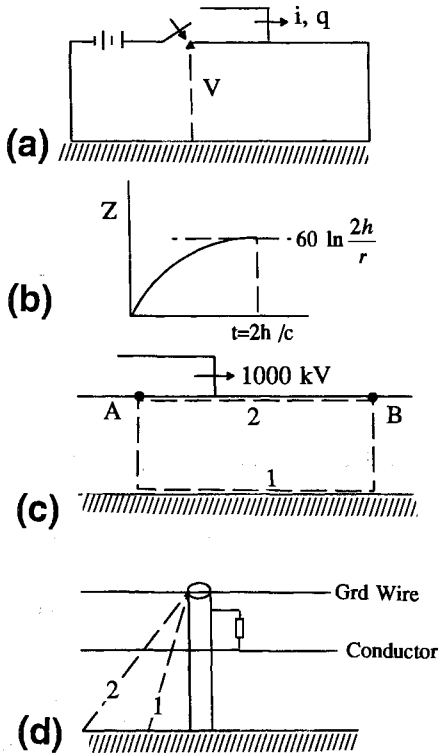 i, q
V
(a)
Z
60 ln 2h/r
t=2h /c
(b)
1000 kV
A
2
B
1
(c)
Grd Wire
Conductor
2
1
(d)